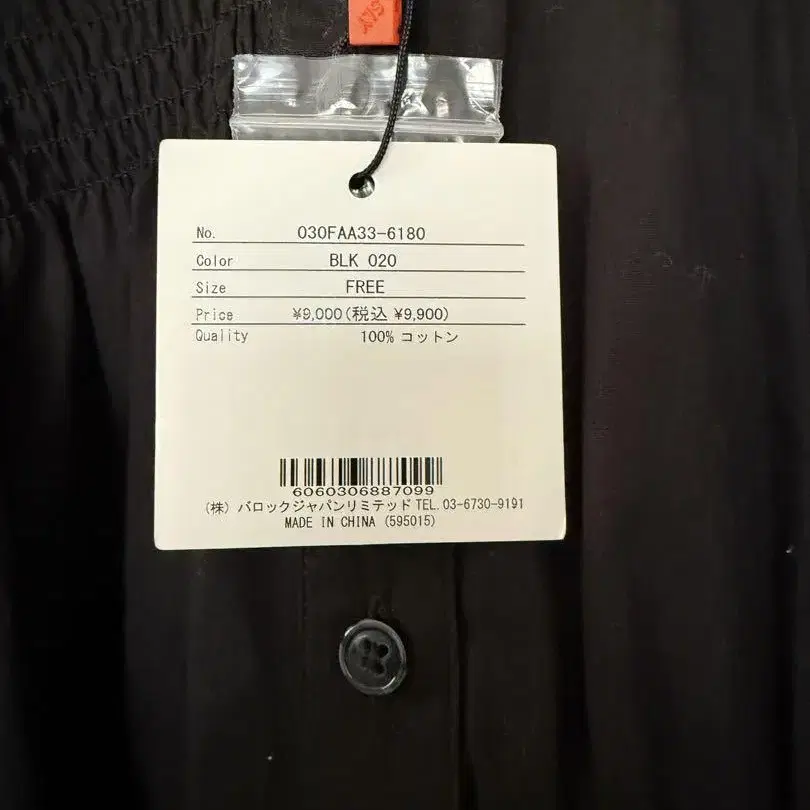 SLY
No. 030FAA33-6180
Color BLK 020
Size FREE
Price ¥9,000(税込 ¥9,900)
Quality 100% コットン
6060306887099
(株) バロックジャパンリミテッド TEL.03-6730-9191
MADE IN CHINA (595015)